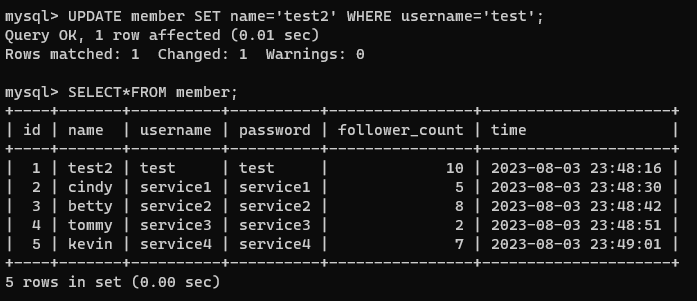 mysql> UPDATE member SET name='test2' WHERE username='test';
Query OK, 1 row affected (0.01 sec)
Rows matched: 1  Changed: 1  Warnings: 0

mysql> SELECT*FROM member;
+----+-------+----------+----------+----------------+---------------------+
| id | name  | username | password | follower_count | time                |
+----+-------+----------+----------+----------------+---------------------+
|  1 | test2 | test     | test     |             10 | 2023-08-03 23:48:16 |
|  2 | cindy | service1 | service1 |              5 | 2023-08-03 23:48:30 |
|  3 | betty | service2 | service2 |              8 | 2023-08-03 23:48:42 |
|  4 | tommy | service3 | service3 |              2 | 2023-08-03 23:48:51 |
|  5 | kevin | service4 | service4 |              7 | 2023-08-03 23:49:01 |
+----+-------+----------+----------+----------------+---------------------+
5 rows in set (0.00 sec)